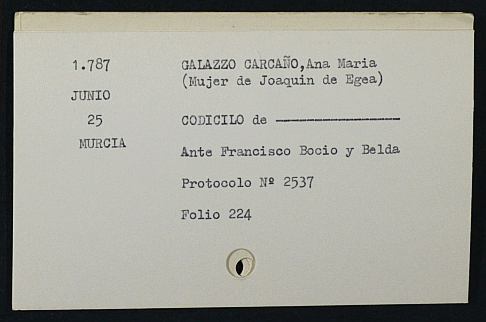 1.787 GALAZZO CARCAÑO,Ana Maria
(Mujer de Joaquin de Egea)
JUNIO
25 CODICILO de ————————
MURCIA
Ante Francisco Bocio y Belda
Protocolo Nº 2537
Folio 224